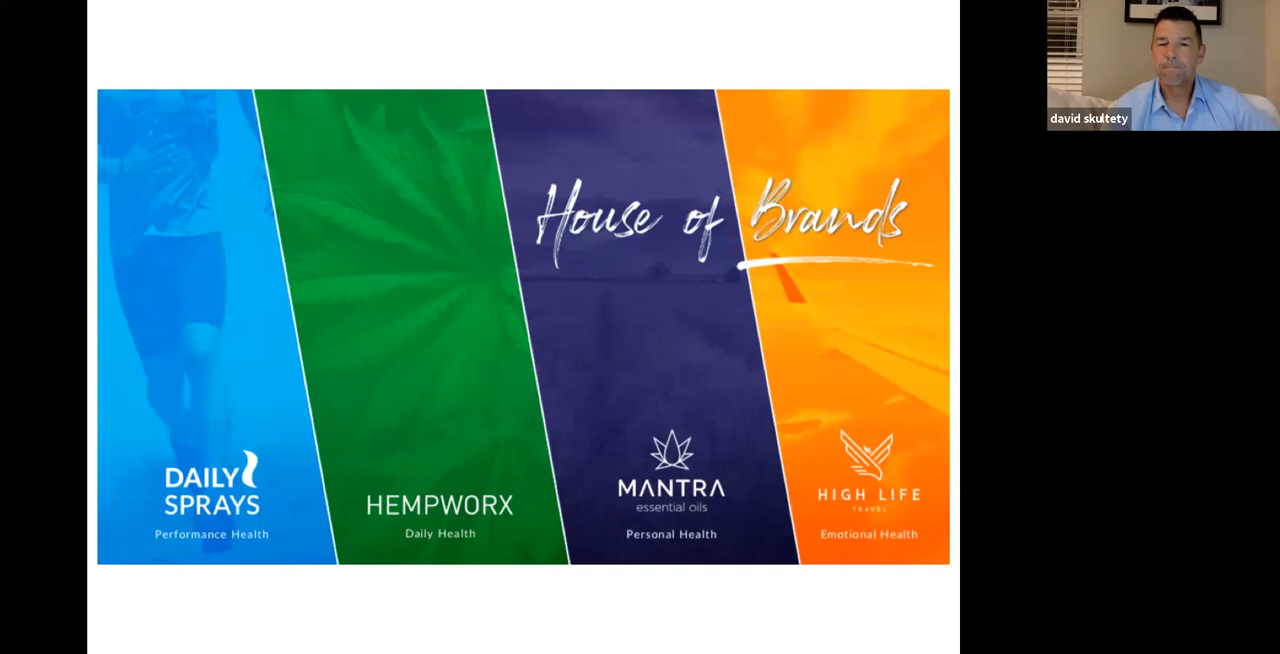 david skultety
House of Brands
DAILY
SPRAYS
Performance Health
HEMPWORX
Daily Health
MANTRA
essential oils
Personal Health
HIGH LIFE
TRAVEL
Emotional Health